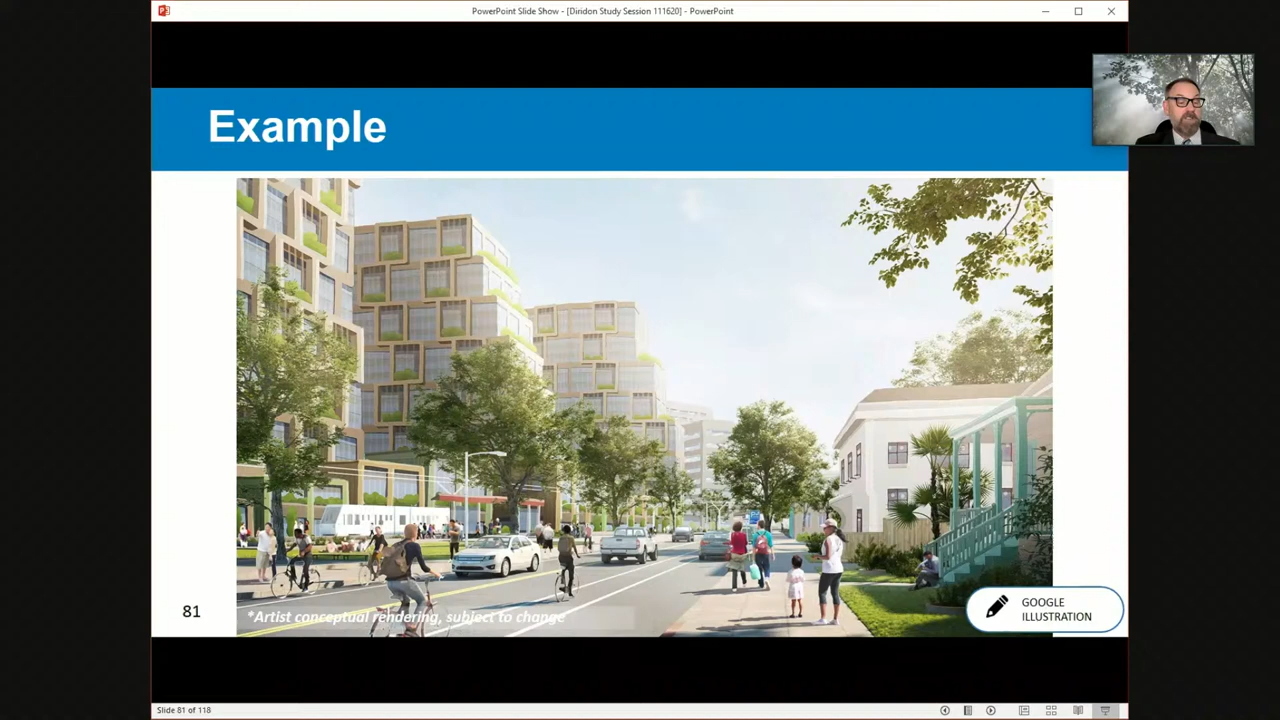 PowerPoint Slide Show - [Diridon Study Session 111620] - PowerPoint
Example
81
*Artist conceptual rendering, subject to change
GOOGLE
ILLUSTRATION
Slide 81 of 118